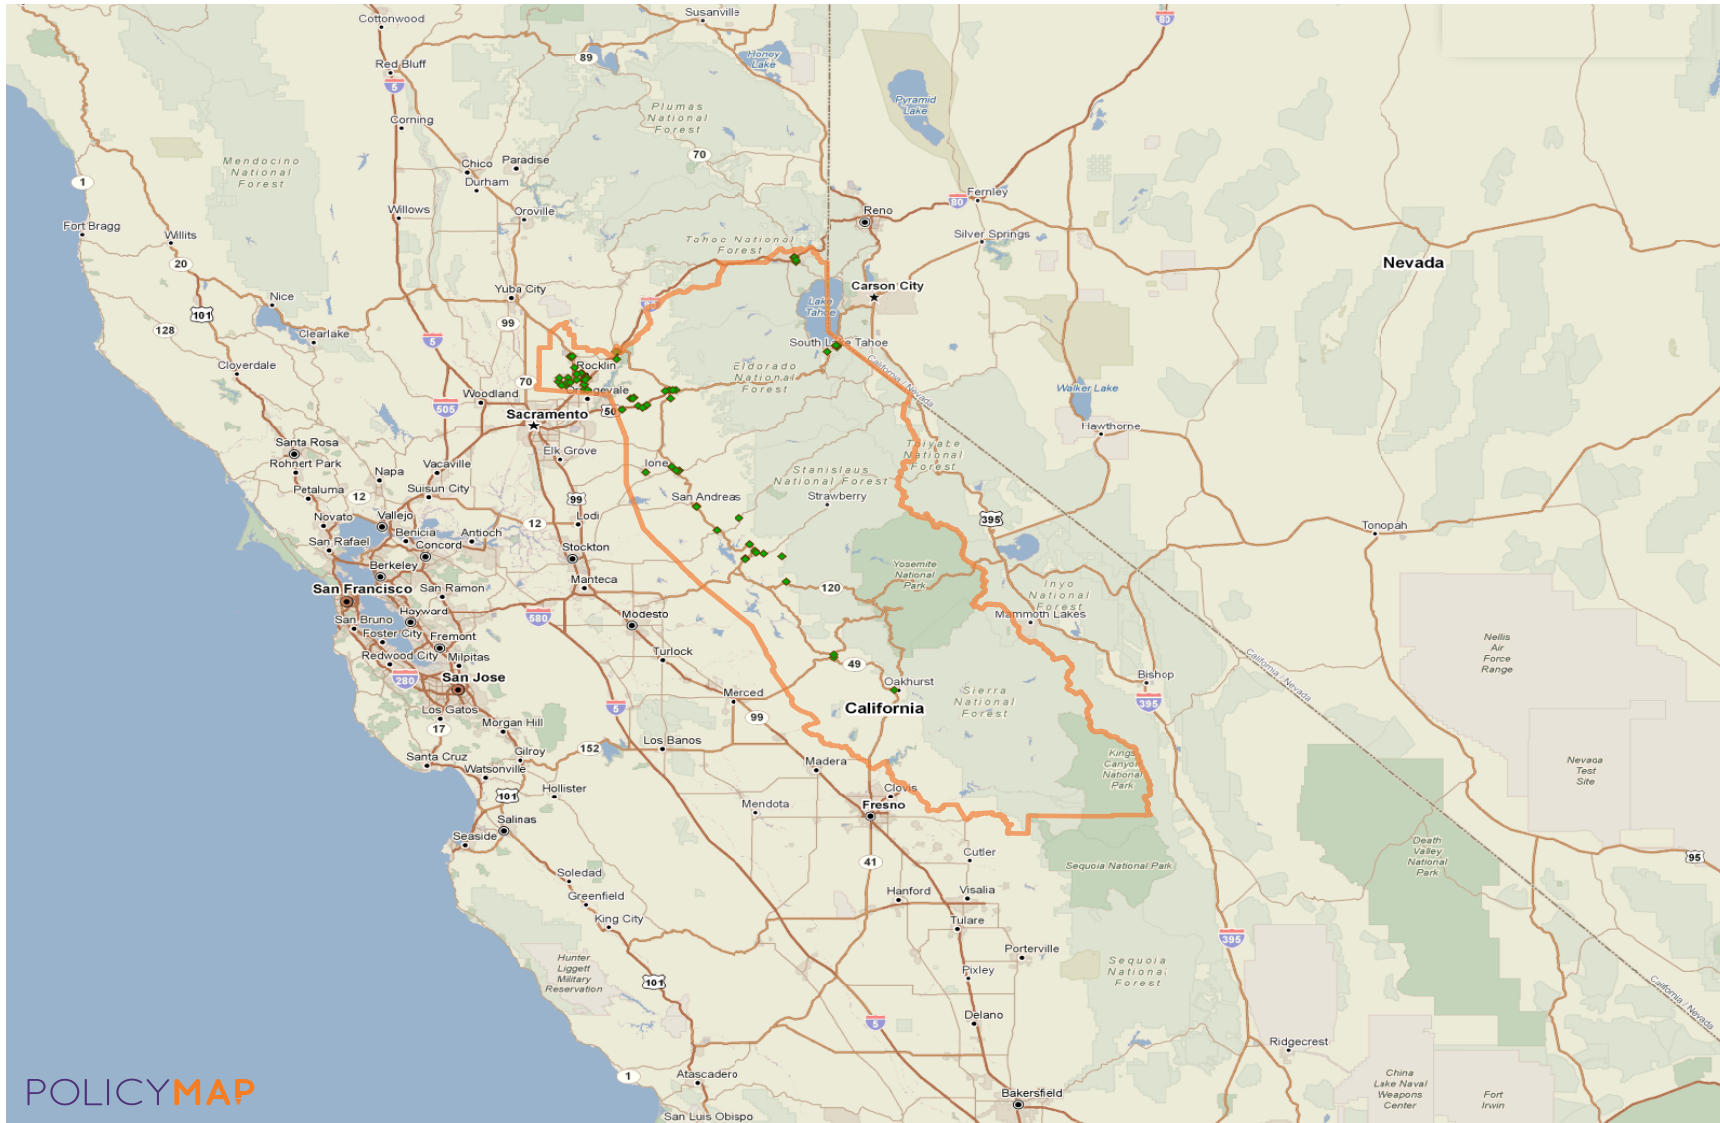 Cottonwood
Susanville
80
89
Honey
Lake
Red Bluff
5
Pyramid
Lake
Plumas
National
Forest
Corning
Mendocino
National
Forest
70
Chico
Paradise
Durham
1
Fernley
80
Willows
Oroville
Reno
Fort Bragg
Willits
Silver Springs
Tahoe National
Forest
20
Nevada
Nice
Yuba City
Carson City
Lake
Tahoe
101
128
99
Clearlake
5
South Lake Tahoe
California / Nevada
Cloverdale
Rocklin
Eldorado
National
Forest
70
Woodland
Walker Lake
505
Sacramento
50
Hawthorne
Santa Rosa
Elk Grove
Toiyabe
National
Forest
Rohnert Park
Napa
Vacaville
Ione
Stanislaus
National Forest
Petaluma
12
Suisun City
99
San Andreas
Strawberry
Novato
Vallejo
12
Lodi
395
Tonopah
Benicia
Antioch
San Rafael
Concord
Stockton
Berkeley
Yosemite
National
Park
San Francisco
San Ramon
Manteca
120
Inyo
National
Forest
Hayward
580
Modesto
Mammoth Lakes
San Bruno
Foster City
Fremont
Nellis
Air
Force
Range
Redwood City
Milpitas
Turlock
49
California / Nevada
280
San Jose
Oakhurst
Bishop
Sierra
National
Forest
Merced
395
Los Gatos
5
California
17
Morgan Hill
99
Los Banos
Santa Cruz
Gilroy
152
Kings
Canyon
National
Park
Madera
Watsonville
Nevada
Test
Site
Hollister
101
Clovis
Mendota
Fresno
Salinas
Seaside
Death
Valley
National
Park
Cutler
41
Sequoia National Park
95
Soledad
Hanford
Visalia
Greenfield
King City
Tulare
395
Porterville
Hunter
Liggett
Military
Reservation
Pixley
Sequoia
National
Forest
101
California / Nevada
Delano
5
Ridgecrest
1
Atascadero
POLICYMAP
Bakersfield
China
Lake Naval
Weapons
Center
Fort
Irwin
San Luis Obispo